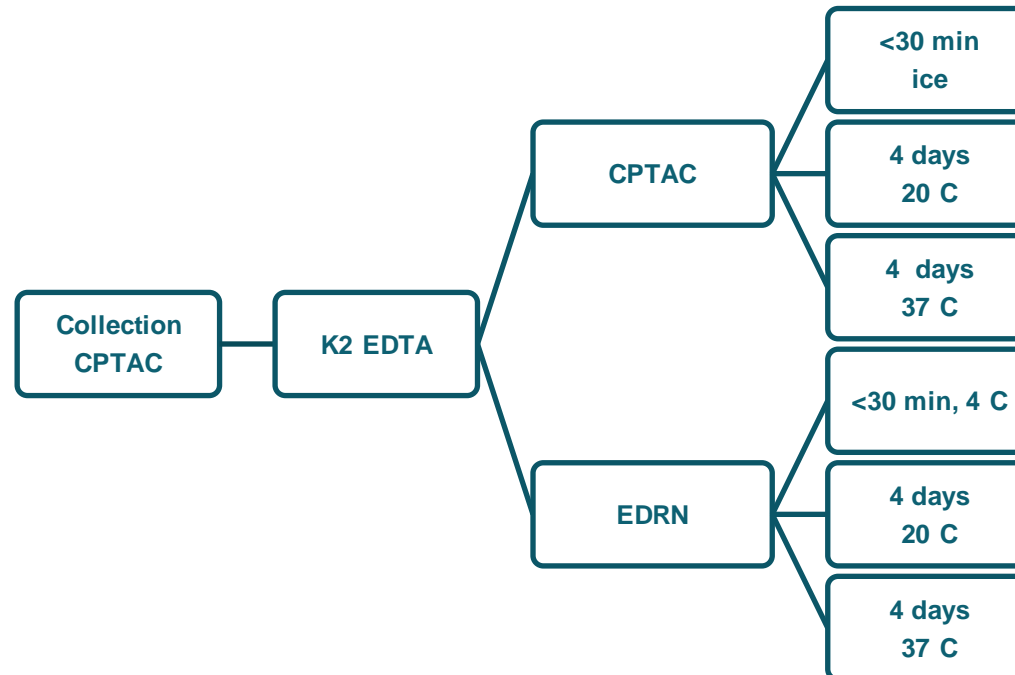 Collection
CPTAC
K2 EDTA
CPTAC
<30 min
ice
4 days
20 C
4 days
37 C
EDRN
<30 min, 4 C
4 days
20 C
4 days
37 C